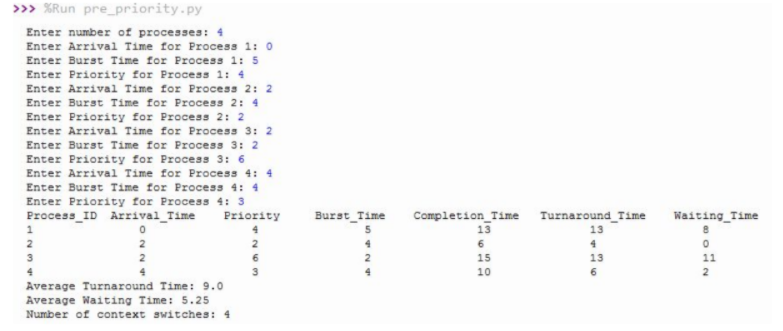 >>> %Run pre_priority.py
Enter number of processes: 4
Enter Arrival Time for Process 1: 0
Enter Burst Time for Process 1: 5
Enter Priority for Process 1: 4
Enter Arrival Time for Process 2: 2
Enter Burst Time for Process 2: 4
Enter Priority for Process 2: 2
Enter Arrival Time for Process 3: 2
Enter Burst Time for Process 3: 2
Enter Priority for Process 3: 6
Enter Arrival Time for Process 4: 4
Enter Burst Time for Process 4: 4
Enter Priority for Process 4: 3
Process_ID Arrival_Time Priority Burst_Time Completion_Time Turnaround_Time Waiting_Time
1 0 4 5 13 13 8
2 2 2 4 6 4 0
3 2 6 2 15 13 11
4 4 3 4 10 6 2
Average Turnaround Time: 9.0
Average Waiting Time: 5.25
Number of context switches: 4